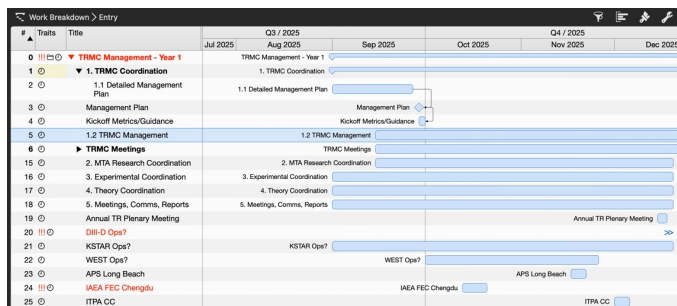 Work Breakdown > Entry
# Traits Title Q3 / 2025 Q4 / 2025
Jul 2025 Aug 2025 Sep 2025 Oct 2025 Nov 2025 Dec 2025
0 !!! TRMC Management - Year 1 TRMC Management - Year 1
1 1. TRMC Coordination 1. TRMC Coordination
2 1.1 Detailed Management Plan 1.1 Detailed Management Plan
3 Management Plan Management Plan
4 Kickoff Metrics/Guidance Kickoff Metrics/Guidance
5 1.2 TRMC Management 1.2 TRMC Management
6 TRMC Meetings TRMC Meetings
15 2. MTA Research Coordination 2. MTA Research Coordination
16 3. Experimental Coordination 3. Experimental Coordination
17 4. Theory Coordination 4. Theory Coordination
18 5. Meetings, Comms, Reports 5. Meetings, Comms, Reports
19 Annual TR Plenary Meeting Annual TR Plenary Meeting
20 !!! DIII-D Ops? >>
21 KSTAR Ops? KSTAR Ops?
22 WEST Ops? WEST Ops?
23 APS Long Beach APS Long Beach
24 !!! IAEA FEC Chengdu IAEA FEC Chengdu
25 ITPA CC ITPA CC